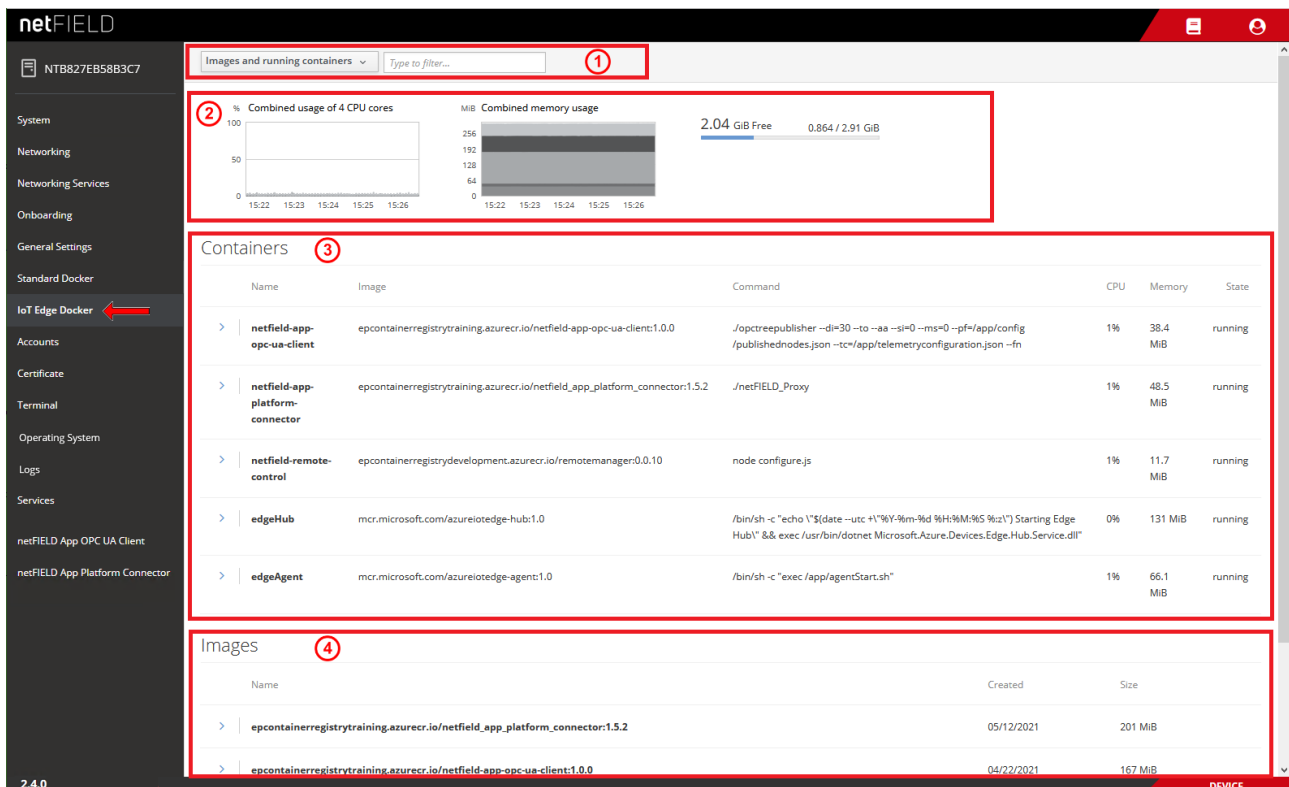 netFIELD
NTB827EB58B3C7
System
Networking
Networking Services
Onboarding
General Settings
Standard Docker
IoT Edge Docker
Accounts
Certificate
Terminal
Operating System
Logs
Services
netFIELD App OPC UA Client
netFIELD App Platform Connector
2.4.0
Images and running containers
Type to filter...
1
2
% Combined usage of 4 CPU cores
100
50
0
15:22 15:23 15:24 15:25 15:26
MiB Combined memory usage
256
192
128
64
0
15:22 15:23 15:24 15:25 15:26
2.04 GiB Free 0.864 / 2.91 GiB
Containers 3
Name Image Command CPU Memory State
netfield-app-
opc-ua-client
epcontainerregistrytraining.azurecr.io/netfield-app-opc-ua-client:1.0.0
./opctreepublisher --di=30 --to --aa --si=0 --ms=0 --pf=/app/config
/publishednodes.json --tc=/app/telemetryconfiguration.json --fn
1%
38.4
MiB
running
netfield-app-
platform-
connector
epcontainerregistrytraining.azurecr.io/netfield_app_platform_connector:1.5.2
./netFIELD_Proxy
1%
48.5
MiB
running
netfield-remote-
control
epcontainerregistrydevelopment.azurecr.io/remotemanager:0.0.10
node configure.js
1%
11.7
MiB
running
edgeHub
mcr.microsoft.com/azureiotedge-hub:1.0
/bin/sh -c "echo \"$(date --utc +\"%Y-%m-%d %H:%M:%S %:z\") Starting Edge
Hub\" && exec /usr/bin/dotnet Microsoft.Azure.Devices.Edge.Hub.Service.dll"
0%
131 MiB
running
edgeAgent
mcr.microsoft.com/azureiotedge-agent:1.0
/bin/sh -c "exec /app/agentStart.sh"
1%
66.1
MiB
running
Images 4
Name Created Size
epcontainerregistrytraining.azurecr.io/netfield_app_platform_connector:1.5.2 05/12/2021 201 MiB
epcontainerregistrytraining.azurecr.io/netfield-app-opc-ua-client:1.0.0 04/22/2021 167 MiB
DEVICE